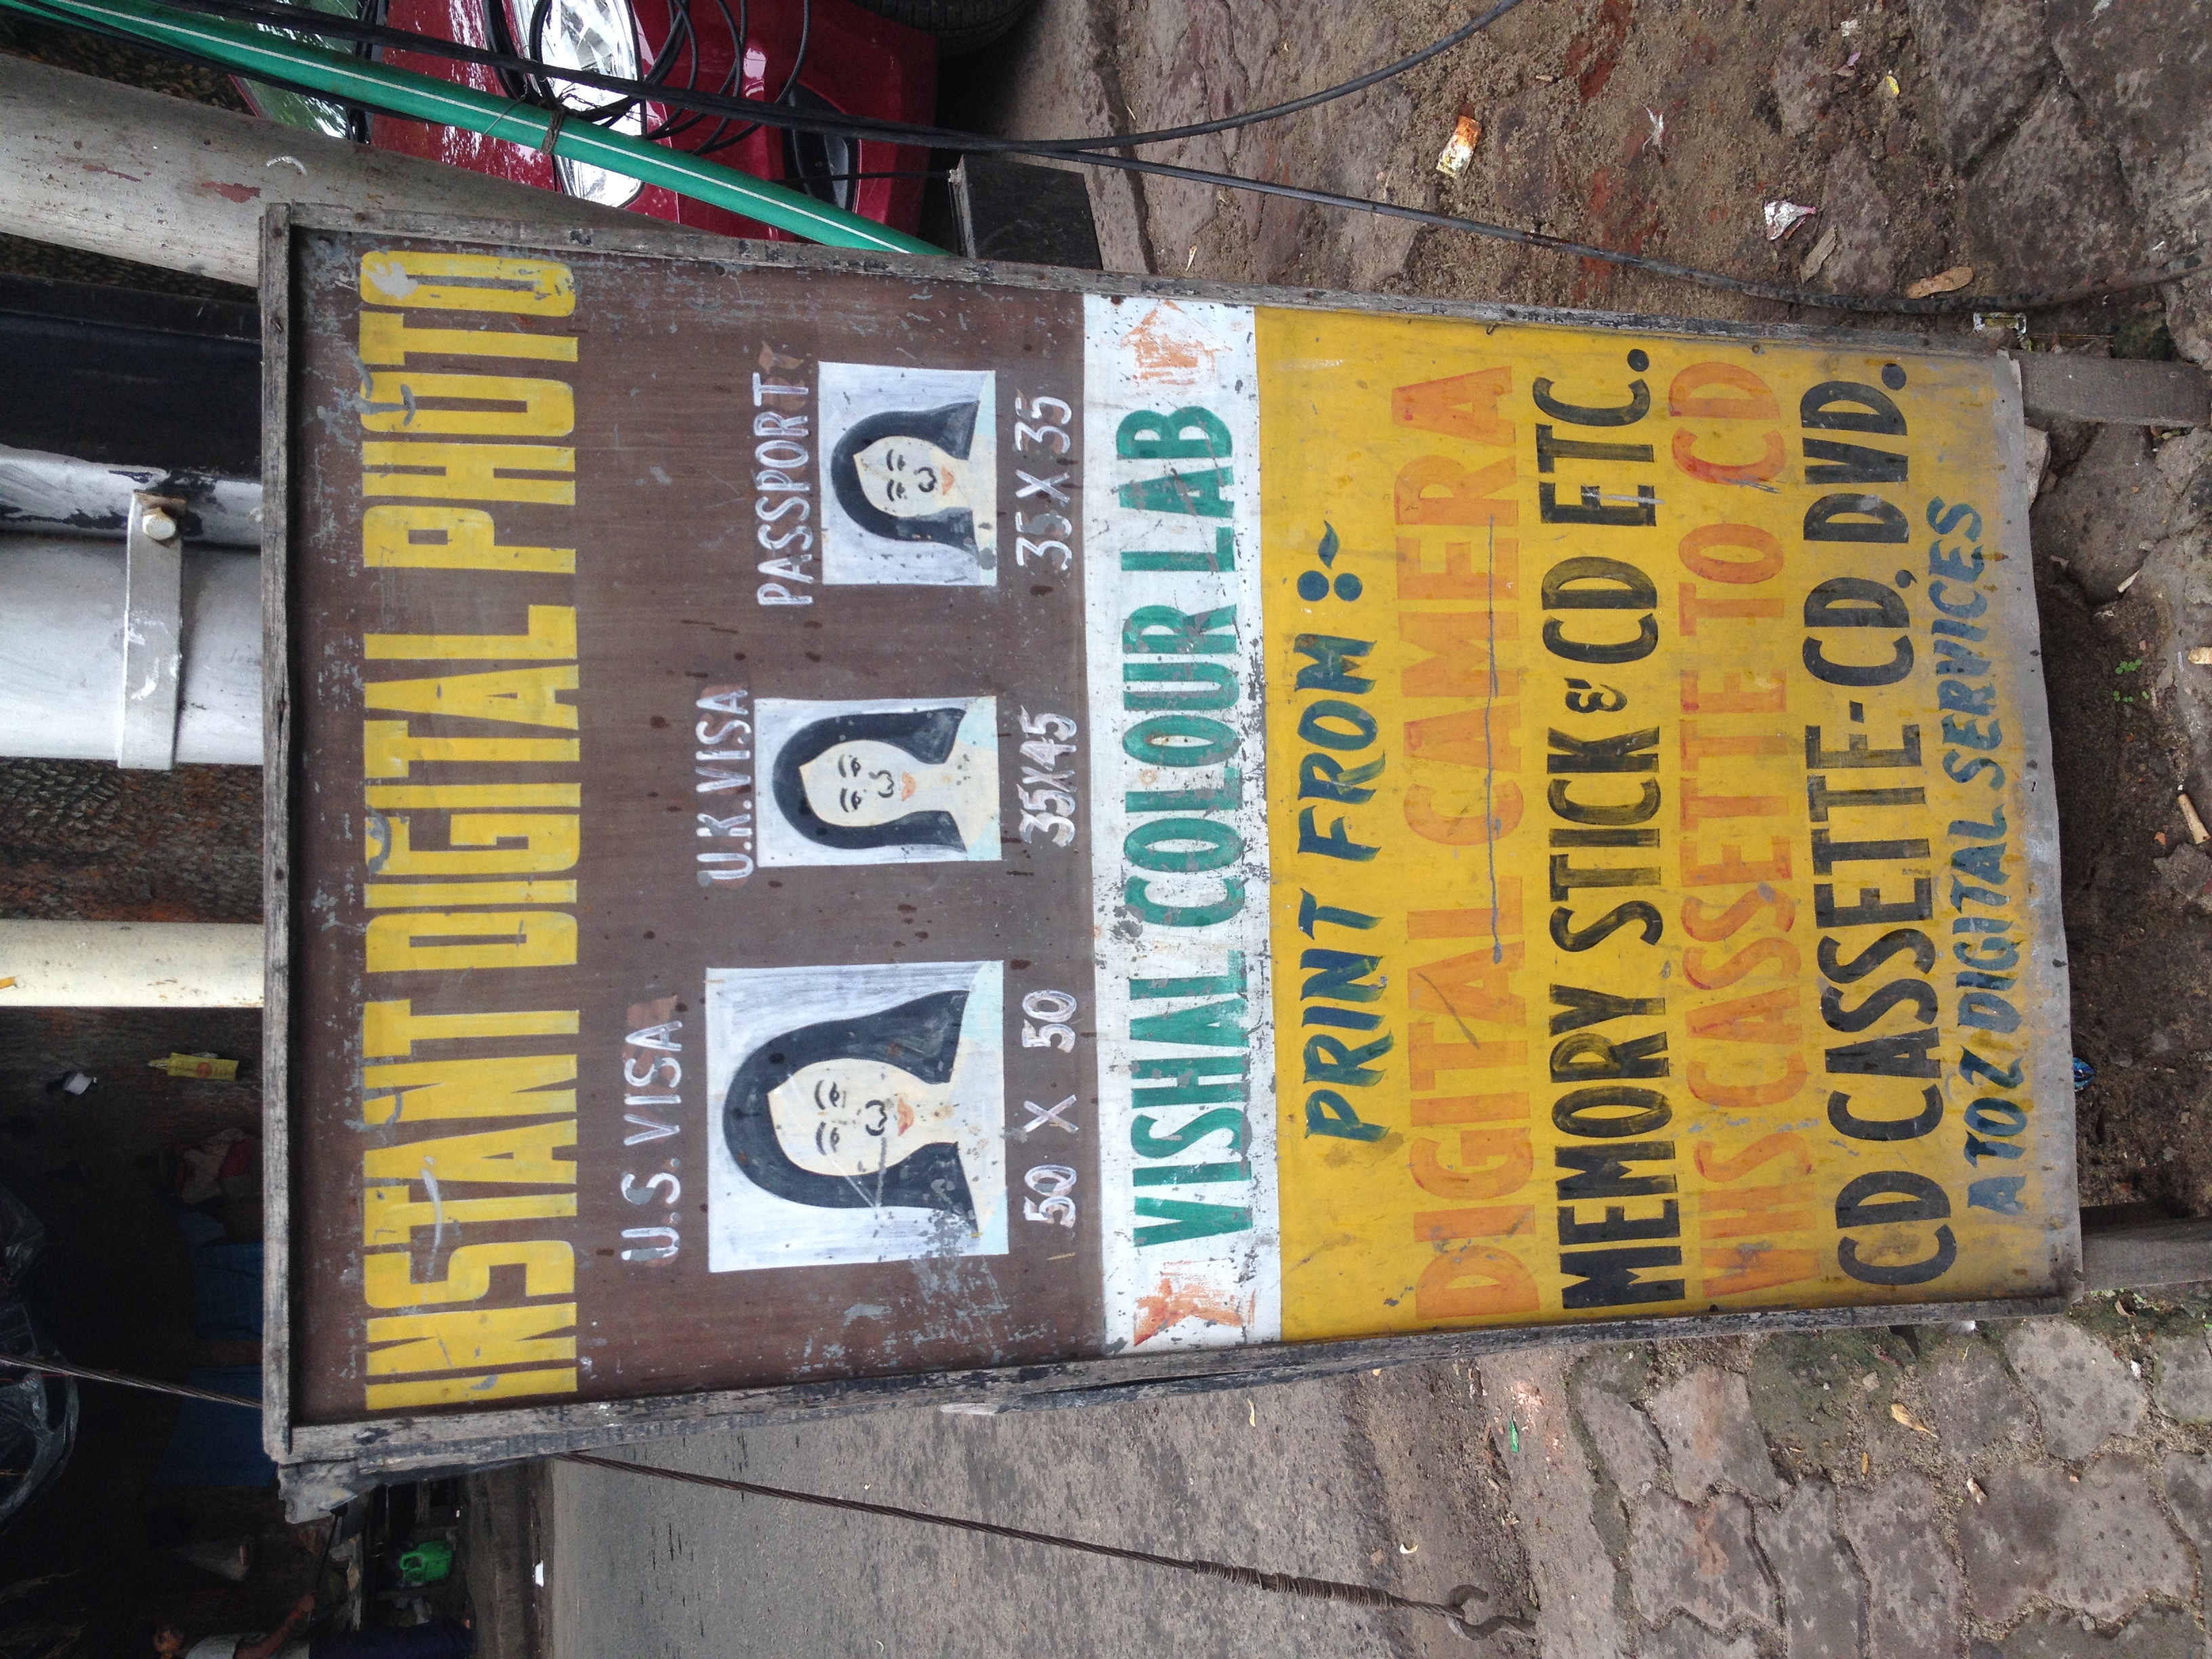 INSTANT DIGITAL PHOTO
U.S. VISA
U.K. VISA
PASSPORT
50 X 50
35X45
35 X 35
VISHAL COLOUR LAB
PRINT FROM :~
DIGITAL CAMERA
MEMORY STICK & CD ETC.
VHS CASSETTE TO CD
CD CASSETTE - CD, DVD.
A TO Z DIGITAL SERVICES